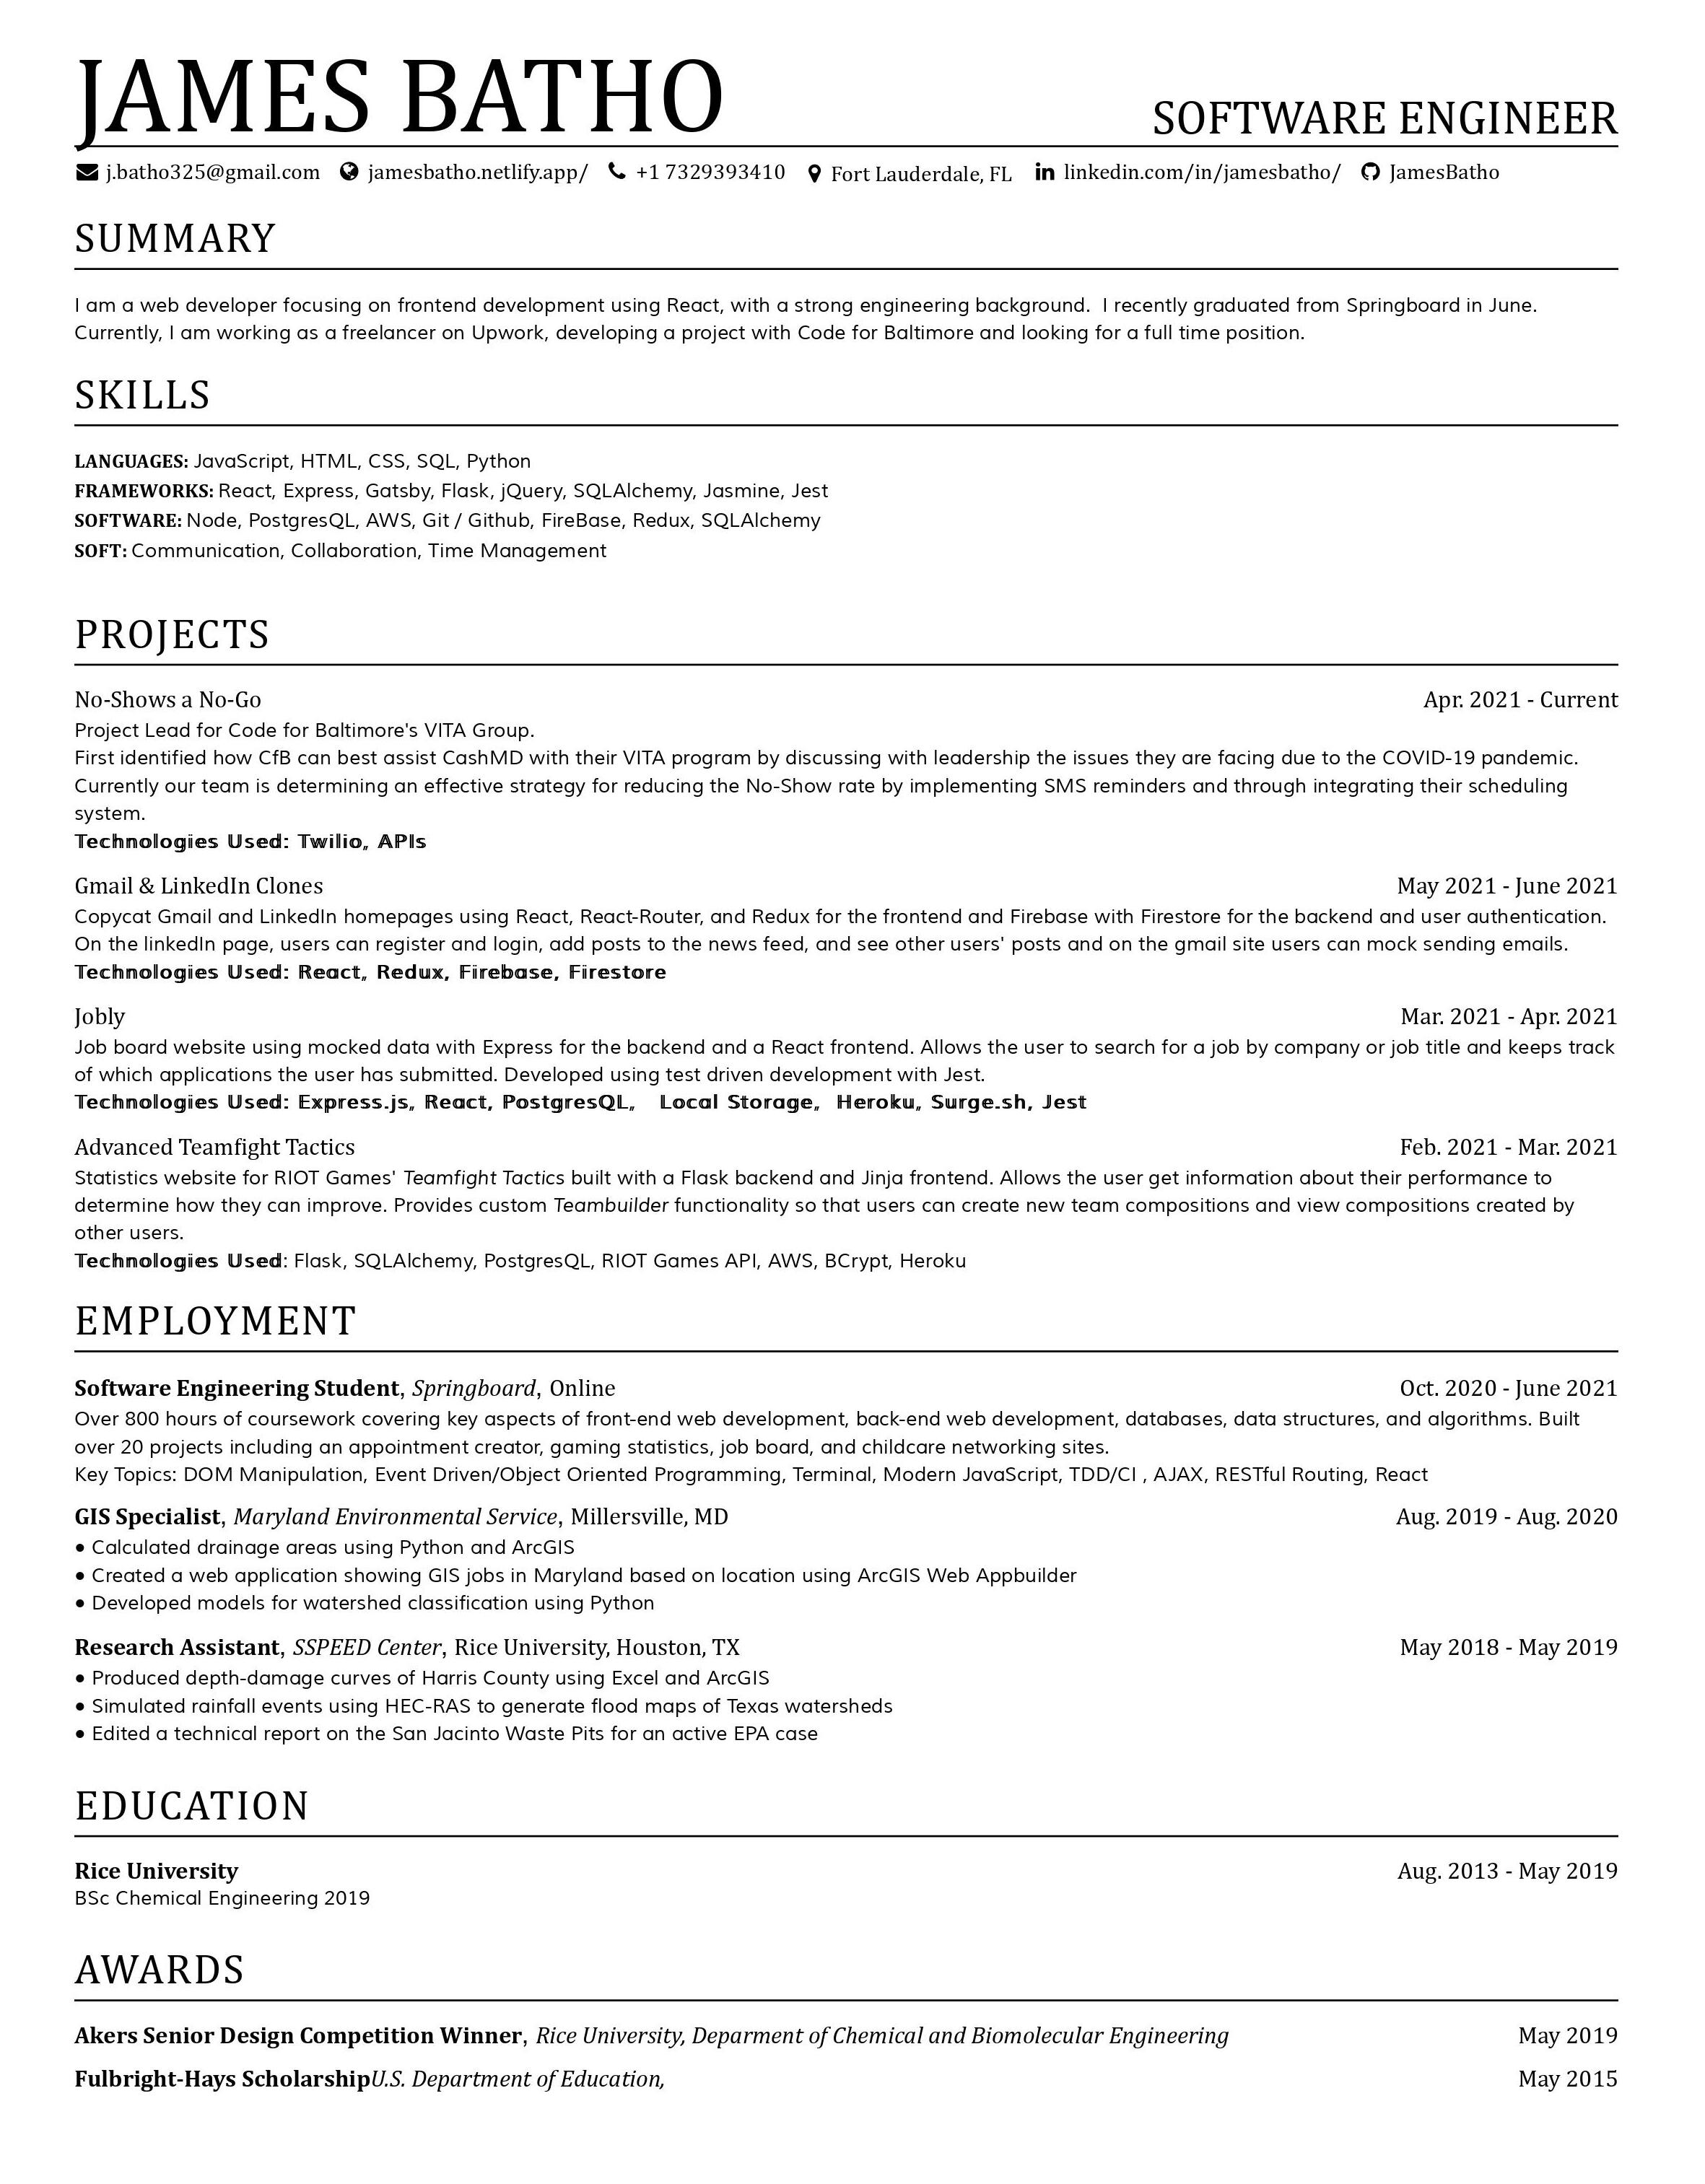 JAMES BATHO
SOFTWARE ENGINEER
j.batho325@gmail.com jamesbatho.netlify.app/ +1 7329393410 Fort Lauderdale, FL linkedin.com/in/jamesbatho/ JamesBatho
SUMMARY
I am a web developer focusing on frontend development using React, with a strong engineering background.  I recently graduated from Springboard in June.
Currently, I am working as a freelancer on Upwork, developing a project with Code for Baltimore and looking for a full time position.
SKILLS
LANGUAGES: JavaScript, HTML, CSS, SQL, Python
FRAMEWORKS: React, Express, Gatsby, Flask, jQuery, SQLAlchemy, Jasmine, Jest
SOFTWARE: Node, PostgresQL, AWS, Git / Github, FireBase, Redux, SQLAlchemy
SOFT: Communication, Collaboration, Time Management
PROJECTS
No-Shows a No-Go Apr. 2021 - Current
Project Lead for Code for Baltimore's VITA Group.
First identified how CfB can best assist CashMD with their VITA program by discussing with leadership the issues they are facing due to the COVID-19 pandemic.
Currently our team is determining an effective strategy for reducing the No-Show rate by implementing SMS reminders and through integrating their scheduling
system.
Technologies Used: Twilio, APIs
Gmail & LinkedIn Clones May 2021 - June 2021
Copycat Gmail and LinkedIn homepages using React, React-Router, and Redux for the frontend and Firebase with Firestore for the backend and user authentication.
On the linkedIn page, users can register and login, add posts to the news feed, and see other users' posts and on the gmail site users can mock sending emails.
Technologies Used: React, Redux, Firebase, Firestore
Jobly Mar. 2021 - Apr. 2021
Job board website using mocked data with Express for the backend and a React frontend. Allows the user to search for a job by company or job title and keeps track
of which applications the user has submitted. Developed using test driven development with Jest.
Technologies Used: Express.js, React, PostgresQL,  Local Storage,  Heroku, Surge.sh, Jest
Advanced Teamfight Tactics Feb. 2021 - Mar. 2021
Statistics website for RIOT Games' Teamfight Tactics built with a Flask backend and Jinja frontend. Allows the user get information about their performance to
determine how they can improve. Provides custom Teambuilder functionality so that users can create new team compositions and view compositions created by
other users.
Technologies Used: Flask, SQLAlchemy, PostgresQL, RIOT Games API, AWS, BCrypt, Heroku
EMPLOYMENT
Software Engineering Student, Springboard, Online Oct. 2020 - June 2021
Over 800 hours of coursework covering key aspects of front-end web development, back-end web development, databases, data structures, and algorithms. Built
over 20 projects including an appointment creator, gaming statistics, job board, and childcare networking sites.
Key Topics: DOM Manipulation, Event Driven/Object Oriented Programming, Terminal, Modern JavaScript, TDD/CI , AJAX, RESTful Routing, React
GIS Specialist, Maryland Environmental Service, Millersville, MD Aug. 2019 - Aug. 2020
• Calculated drainage areas using Python and ArcGIS
• Created a web application showing GIS jobs in Maryland based on location using ArcGIS Web Appbuilder
• Developed models for watershed classification using Python
Research Assistant, SSPEED Center, Rice University, Houston, TX May 2018 - May 2019
• Produced depth-damage curves of Harris County using Excel and ArcGIS
• Simulated rainfall events using HEC-RAS to generate flood maps of Texas watersheds
• Edited a technical report on the San Jacinto Waste Pits for an active EPA case
EDUCATION
Rice University Aug. 2013 - May 2019
BSc Chemical Engineering 2019
AWARDS
Akers Senior Design Competition Winner, Rice University, Deparment of Chemical and Biomolecular Engineering May 2019
Fulbright-Hays ScholarshipU.S. Department of Education, May 2015